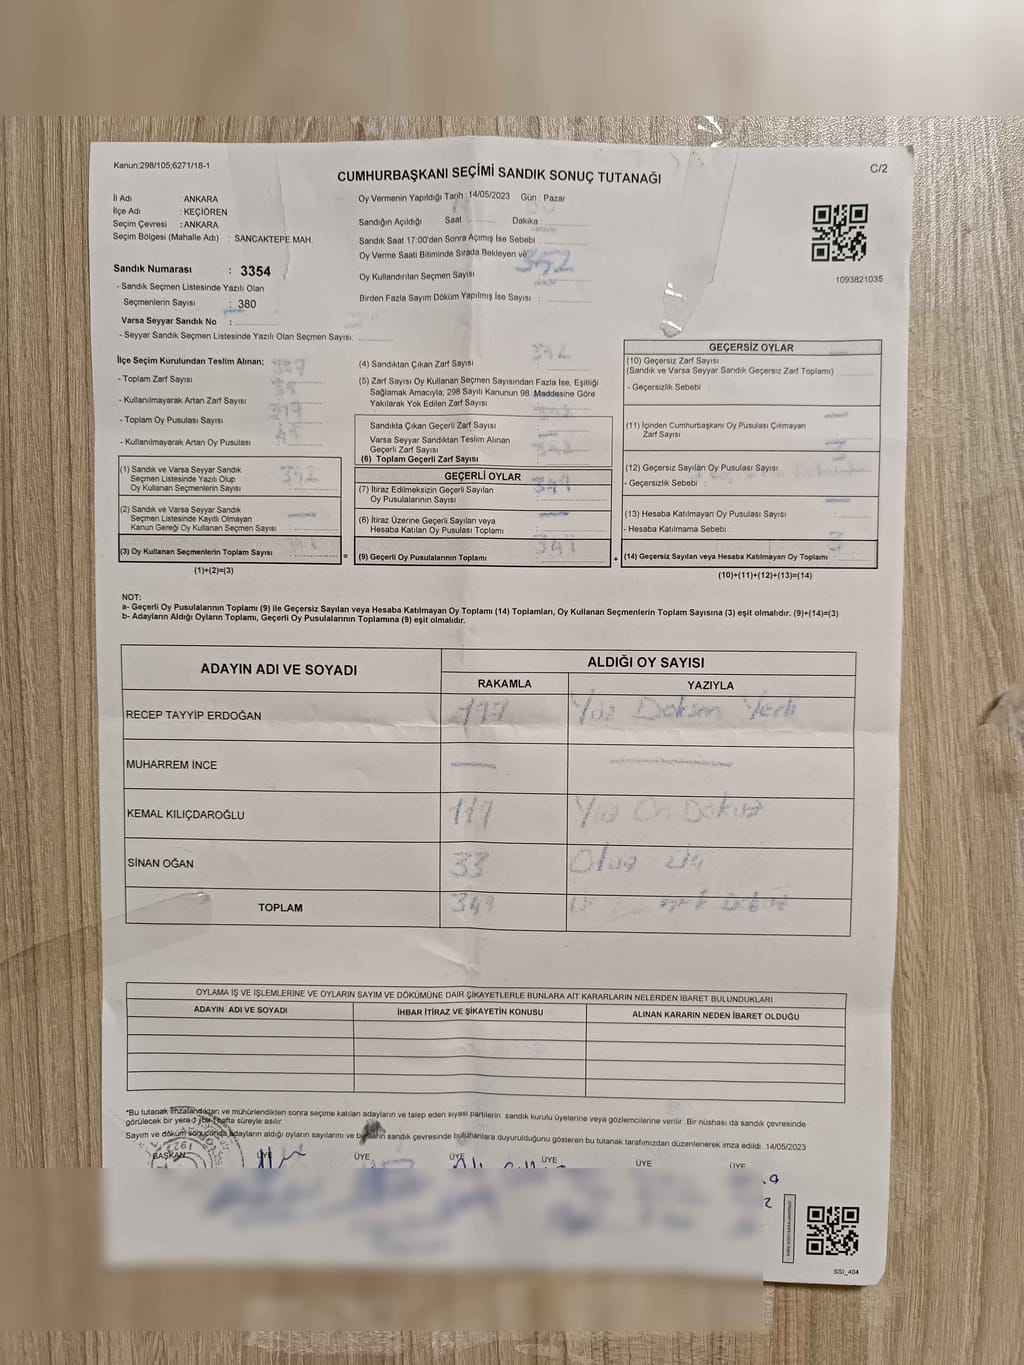 Kanun;298/105;6271/18-1
CUMHURBAŞKANI SEÇİMİ SANDIK SONUÇ TUTANAĞI
C/2
İl Adı : ANKARA
İlçe Adı : KEÇİÖREN
Seçim Çevresi : ANKARA
Seçim Bölgesi (Mahalle Adı) : SANCAKTEPE MAH.
Sandık Numarası : 3354
- Sandık Seçmen Listesinde Yazılı Olan
Seçmenlerin Sayısı : 380
Varsa Seyyar Sandık No :
- Seyyar Sandık Seçmen Listesinde Yazılı Olan Seçmen Sayısı:
Oy Vermenin Yapıldığı Tarih : 14/05/2023 Gün : Pazar
Sandığın Açıldığı Saat : Dakika :
Sandık Saat 17:00'den Sonra Açımış İse Sebebi :
Oy Verme Saati Bitiminde Sırada Bekleyen ve
Oy Kullandırılan Seçmen Sayısı
352
Birden Fazla Sayım Döküm Yapılmış İse Sayısı :
1093821035
İlçe Seçim Kurulundan Teslim Alınan;
- Toplam Zarf Sayısı
- Kullanılmayarak Artan Zarf Sayısı
- Toplam Oy Pusulası Sayısı
- Kullanılmayarak Artan Oy Pusulası
(1) Sandık ve Varsa Seyyar Sandık
Seçmen Listesinde Yazılı Olup
Oy Kullanan Seçmenlerin Sayısı 352
(2) Sandık ve Varsa Seyyar Sandık
Seçmen Listesinde Kayıtlı Olmayan
Kanun Gereği Oy Kullanan Seçmen Sayısı
(3) Oy Kullanan Seçmenlerin Toplam Sayısı
=
(1)+(2)=(3)
(4) Sandıktan Çıkan Zarf Sayısı 352
(5) Zarf Sayısı Oy Kullanan Seçmen Sayısından Fazla İse, Eşitliği
Sağlamak Amacıyla; 298 Sayılı Kanunun 98. Maddesine Göre
Yakılarak Yok Edilen Zarf Sayısı
Sandıkta Çıkan Geçerli Zarf Sayısı
Varsa Seyyar Sandıktan Teslim Alınan
Geçerli Zarf Sayısı
(6) Toplam Geçerli Zarf Sayısı 352
GEÇERLİ OYLAR
(7) İtiraz Edilmeksizin Geçerli Sayılan
Oy Pusulalarının Sayısı 349
(8) İtiraz Üzerine Geçerli Sayılan veya
Hesaba Katılan Oy Pusulası Toplamı
(9) Geçerli Oy Pusulalarının Toplamı 349
+
GEÇERSİZ OYLAR
(10) Geçersiz Zarf Sayısı
(Sandık ve Varsa Seyyar Sandık Geçersiz Zarf Toplamı)
- Geçersizlik Sebebi :
(11) İçinden Cumhurbaşkanı Oy Pusulası Çıkmayan
Zarf Sayısı
(12) Geçersiz Sayılan Oy Pusulası Sayısı 3
- Geçersizlik Sebebi :
(13) Hesaba Katılmayan Oy Pusulası Sayısı
- Hesaba Katılmama Sebebi :
(14) Geçersiz Sayılan veya Hesaba Katılmayan Oy Toplamı 3
(10)+(11)+(12)+(13)=(14)
NOT:
a- Geçerli Oy Pusulalarının Toplamı (9) ile Geçersiz Sayılan veya Hesaba Katılmayan Oy Toplamı (14) Toplamları, Oy Kullanan Seçmenlerin Toplam Sayısına (3) eşit olmalıdır. (9)+(14)=(3)
b- Adayların Aldığı Oyların Toplamı, Geçerli Oy Pusulalarının Toplamına (9) eşit olmalıdır.
ADAYIN ADI VE SOYADI
ALDIĞI OY SAYISI
RAKAMLA YAZIYLA
RECEP TAYYİP ERDOĞAN 197 Yüz Doksan Yedi
MUHARREM İNCE
KEMAL KILIÇDAROĞLU 119 Yüz On Dokuz
SİNAN OĞAN 33 Otuz Üç
TOPLAM 349
OYLAMA İŞ VE İŞLEMLERİNE VE OYLARIN SAYIM VE DÖKÜMÜNE DAİR ŞİKAYETLERLE BUNLARA AİT KARARLARIN NELERDEN İBARET BULUNDUKLARI
ADAYIN ADI VE SOYADI İHBAR İTİRAZ VE ŞİKAYETİN KONUSU ALINAN KARARIN NEDEN İBARET OLDUĞU
*Bu tutanak imzalandıktan ve mühürlendikten sonra seçime katılan adayların ve talep eden siyasi partilerin sandık kurulu üyelerine veya gözlemcilerine verilir. Bir nüshası da sandık çevresinde
görülecek bir yere 1 (bir) hafta süreyle asılır.
Sayım ve döküm sonucunda adayların aldığı oyların sayılarını ve bunların sandık çevresinde bulunanlara duyurulduğunu gösteren bu tutanak tarafımızdan düzenlenerek imza edildi. 14/05/2023
BAŞKAN ÜYE ÜYE ÜYE ÜYE ÜYE ÜYE
SSİ_404